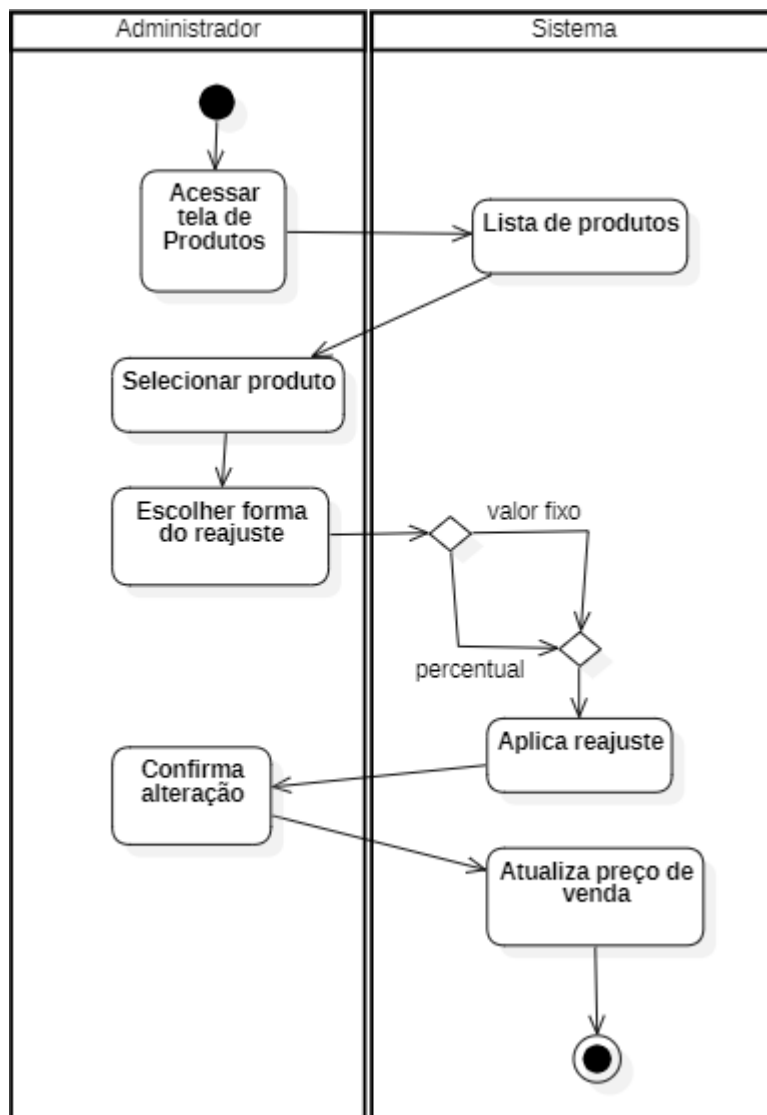 Administrador
Sistema
Acessar
tela de
Produtos
Lista de produtos
Selecionar produto
Escolher forma
do reajuste
valor fixo
percentual
Aplica reajuste
Confirma
alteração
Atualiza preço de
venda